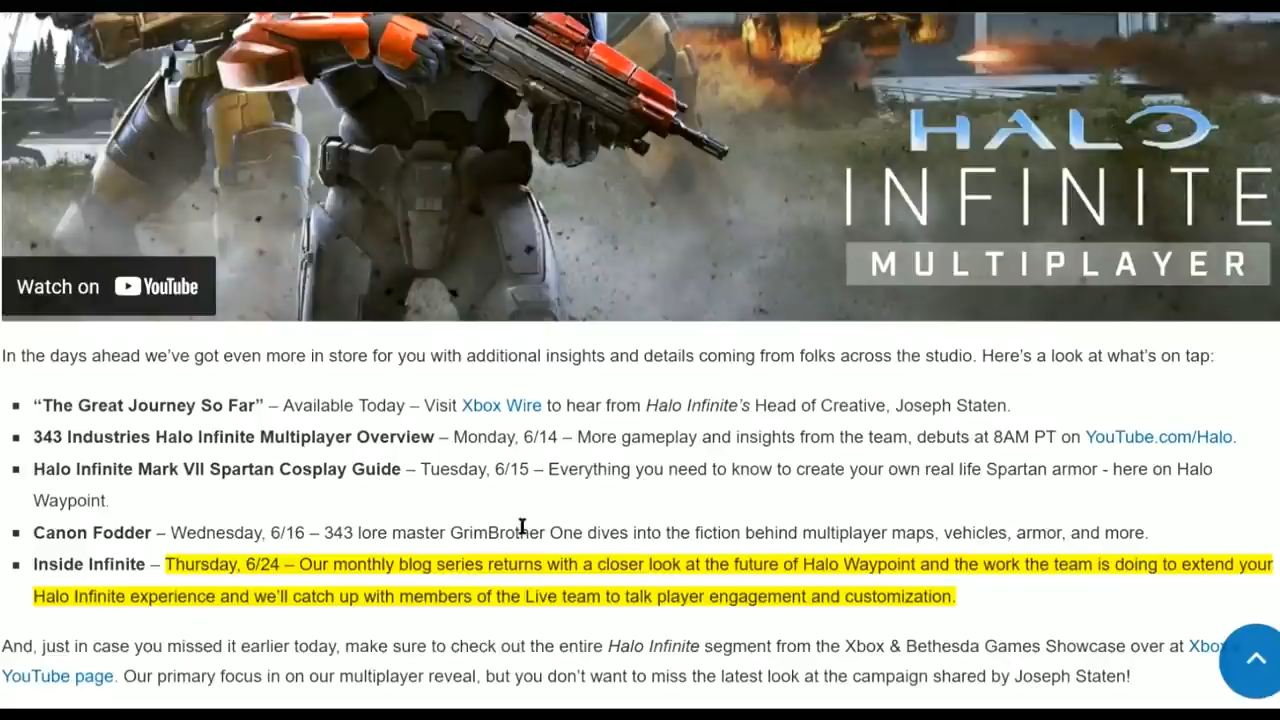 HALO
INFINITE
MULTIPLAYER
Watch on YouTube
In the days ahead we've got even more in store for you with additional insights and details coming from folks across the studio. Here's a look at what's on tap:
▪ “The Great Journey So Far” – Available Today – Visit Xbox Wire to hear from Halo Infinite's Head of Creative, Joseph Staten.
▪ 343 Industries Halo Infinite Multiplayer Overview – Monday, 6/14 – More gameplay and insights from the team, debuts at 8AM PT on YouTube.com/Halo.
▪ Halo Infinite Mark VII Spartan Cosplay Guide – Tuesday, 6/15 – Everything you need to know to create your own real life Spartan armor - here on Halo
Waypoint.
▪ Canon Fodder – Wednesday, 6/16 – 343 lore master GrimBrother One dives into the fiction behind multiplayer maps, vehicles, armor, and more.
▪ Inside Infinite – Thursday, 6/24 – Our monthly blog series returns with a closer look at the future of Halo Waypoint and the work the team is doing to extend your
Halo Infinite experience and we'll catch up with members of the Live team to talk player engagement and customization.
And, just in case you missed it earlier today, make sure to check out the entire Halo Infinite segment from the Xbox & Bethesda Games Showcase over at Xbox
YouTube page. Our primary focus in on our multiplayer reveal, but you don't want to miss the latest look at the campaign shared by Joseph Staten!